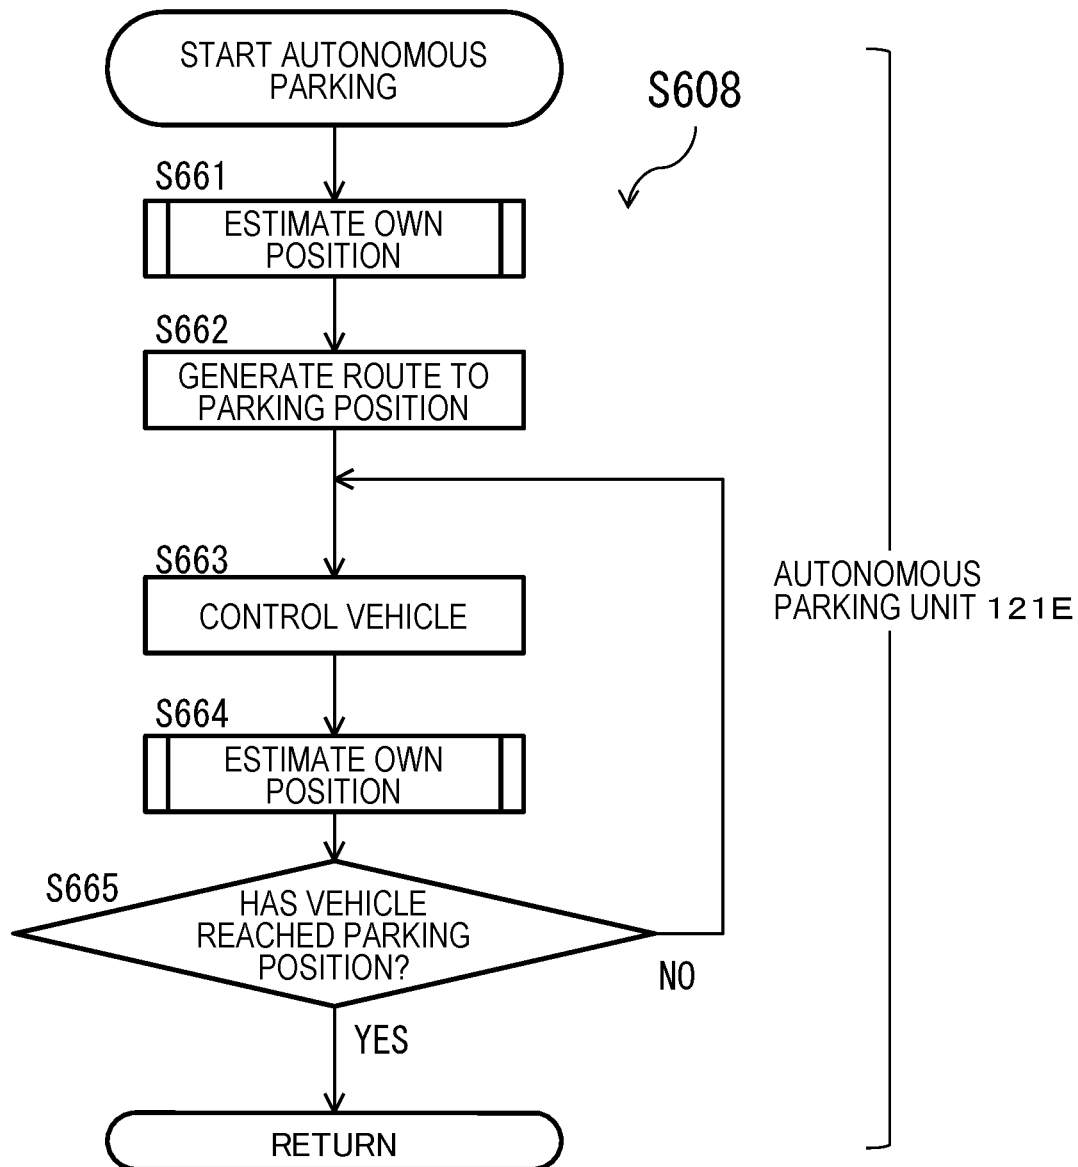 START AUTONOMOUS
PARKING
S608
S661
ESTIMATE OWN
POSITION
S662
GENERATE ROUTE TO
PARKING POSITION
S663
CONTROL VEHICLE
AUTONOMOUS
PARKING UNIT 121E
S664
ESTIMATE OWN
POSITION
S665
HAS VEHICLE
REACHED PARKING
POSITION?
NO
YES
RETURN